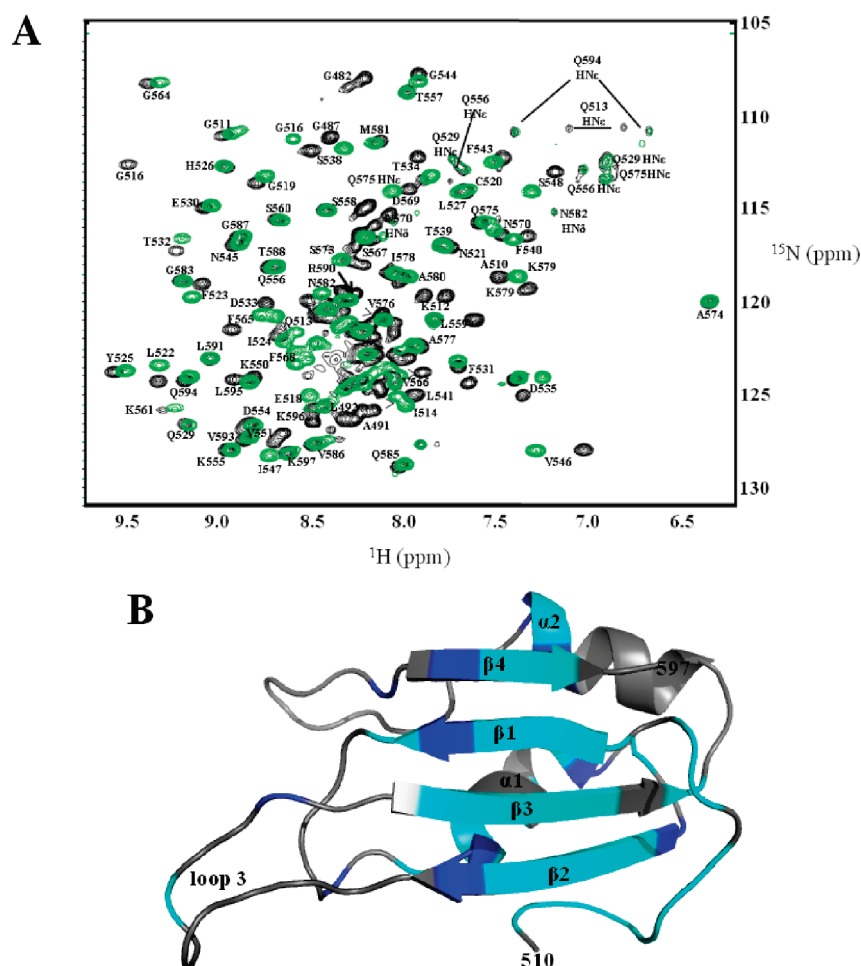 A
105
110
115
120
125
130
¹⁵N (ppm)
9.5 9.0 8.5 8.0 7.5 7.0 6.5
¹H (ppm)
G482
G544
T557
G564
Q594
HNε
Q556
HNε
Q513
HNε
G511
G516
G487
M581
Q529
HNε
F543
S538
T534
G516
H526
G519
Q575HNε
D569
C520
L527
S548
Q529 HNε
Q575HNε
Q556 HNε
E530
S560
S558
N570
HNδ
Q575
N570
N582
HNδ
T532
G587
N545
S573
S567
T539
N521
F540
T588
Q556
R590
I578
A510
K579
G583
N582
A580
K579
F523
D533
V576
K512
A574
F565
Q513
L559
I524
A577
Y525
L522
L591
F568
F531
K550
V566
Q594
L595
D535
K561
E518
L492
L541
I514
D554
K596
A491
Q529
V593
V551
K555
I547
K597
V586
Q585
V546
B
α2
β4
597
β1
α1
β3
loop 3
β2
510